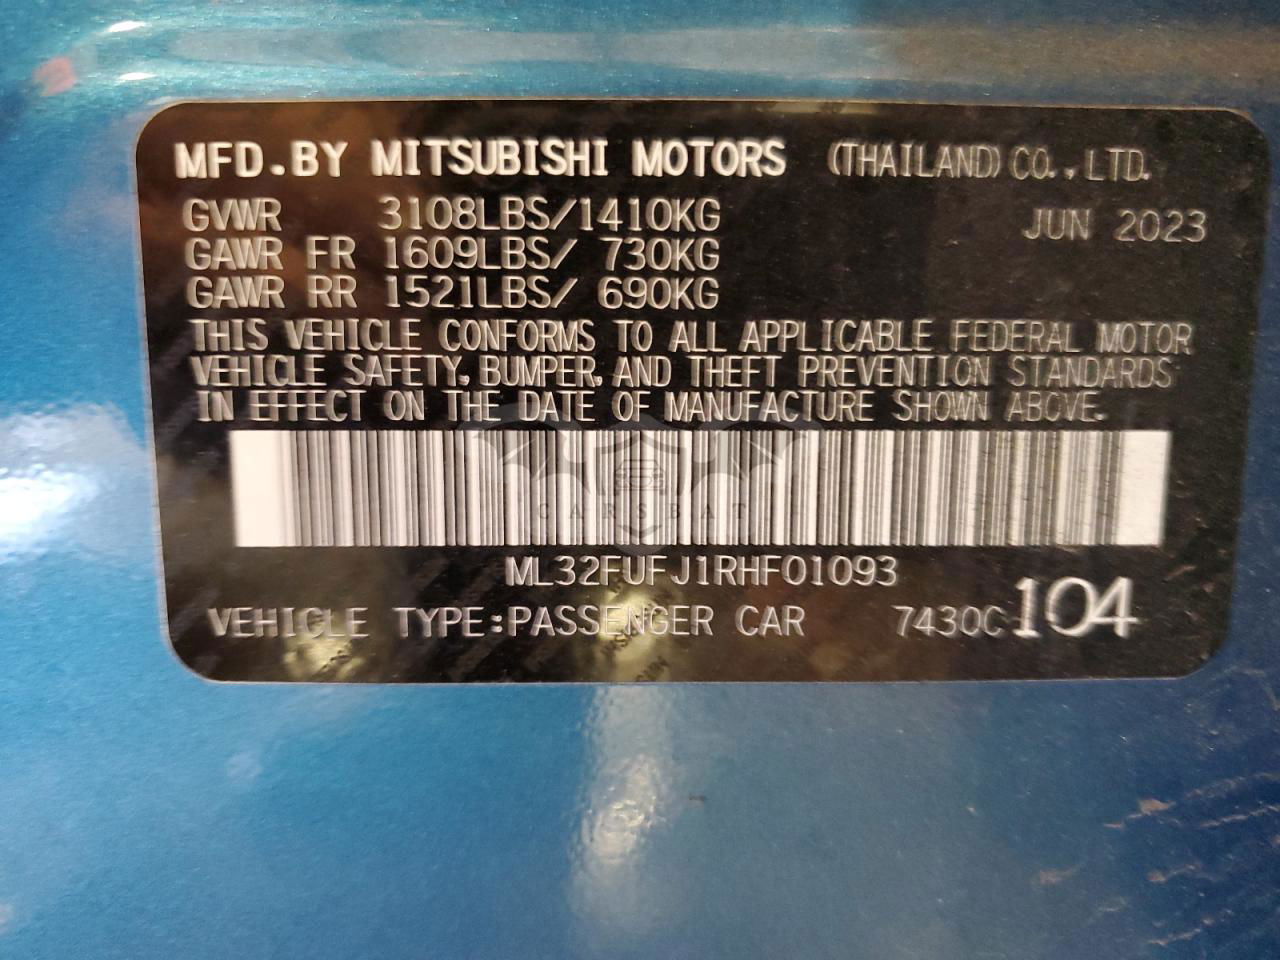 MFD.BY MITSUBISHI MOTORS (THAILAND) CO.,LTD.
GVWR 3108LBS/1410KG JUN 2023
GAWR FR 1609LBS/ 730KG
GAWR RR 1521LBS/ 690KG
THIS VEHICLE CONFORMS TO ALL APPLICABLE FEDERAL MOTOR
VEHICLE SAFETY, BUMPER, AND THEFT PREVENTION STANDARDS
IN EFFECT ON THE DATE OF MANUFACTURE SHOWN ABOVE.
CARSBAT
ML32FUFJ1RHF01093
VEHICLE TYPE:PASSENGER CAR 7430C 104